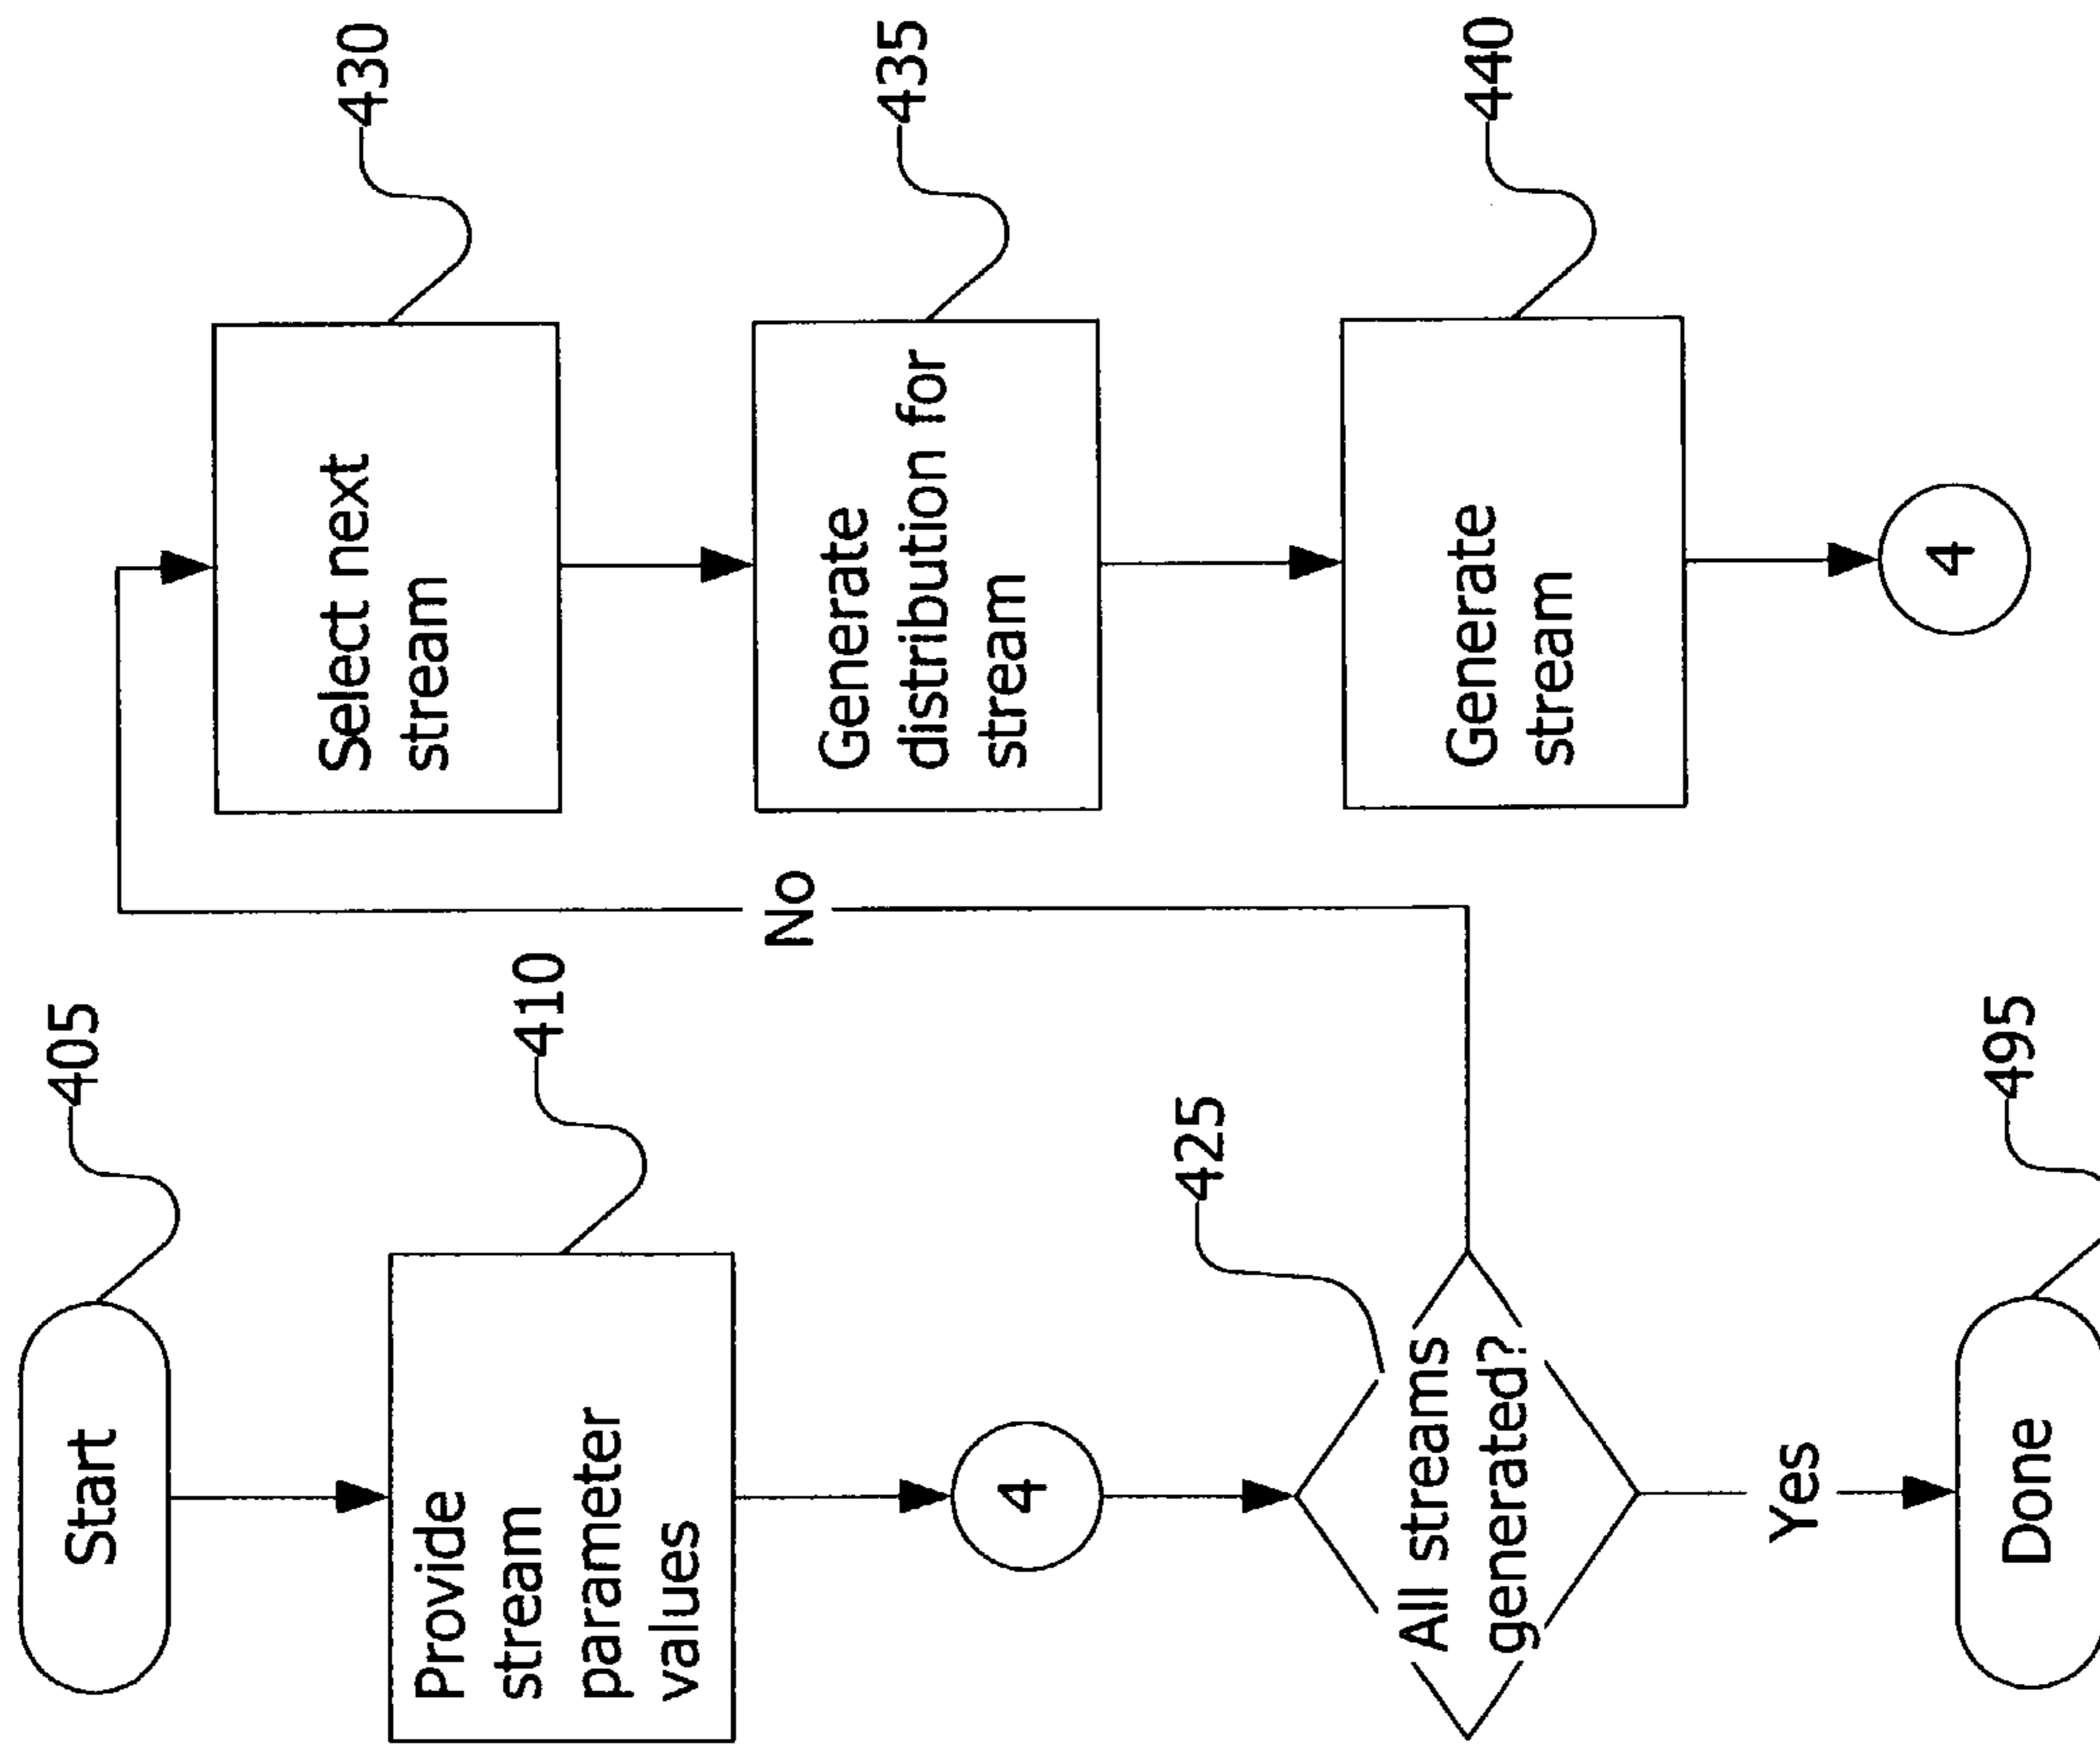 Start
405
Provide
stream
parameter
values
410
4
425
All streams
generated?
No
Yes
Done
495
Select next
stream
430
Generate
distribution for
stream
435
Generate
stream
440
4